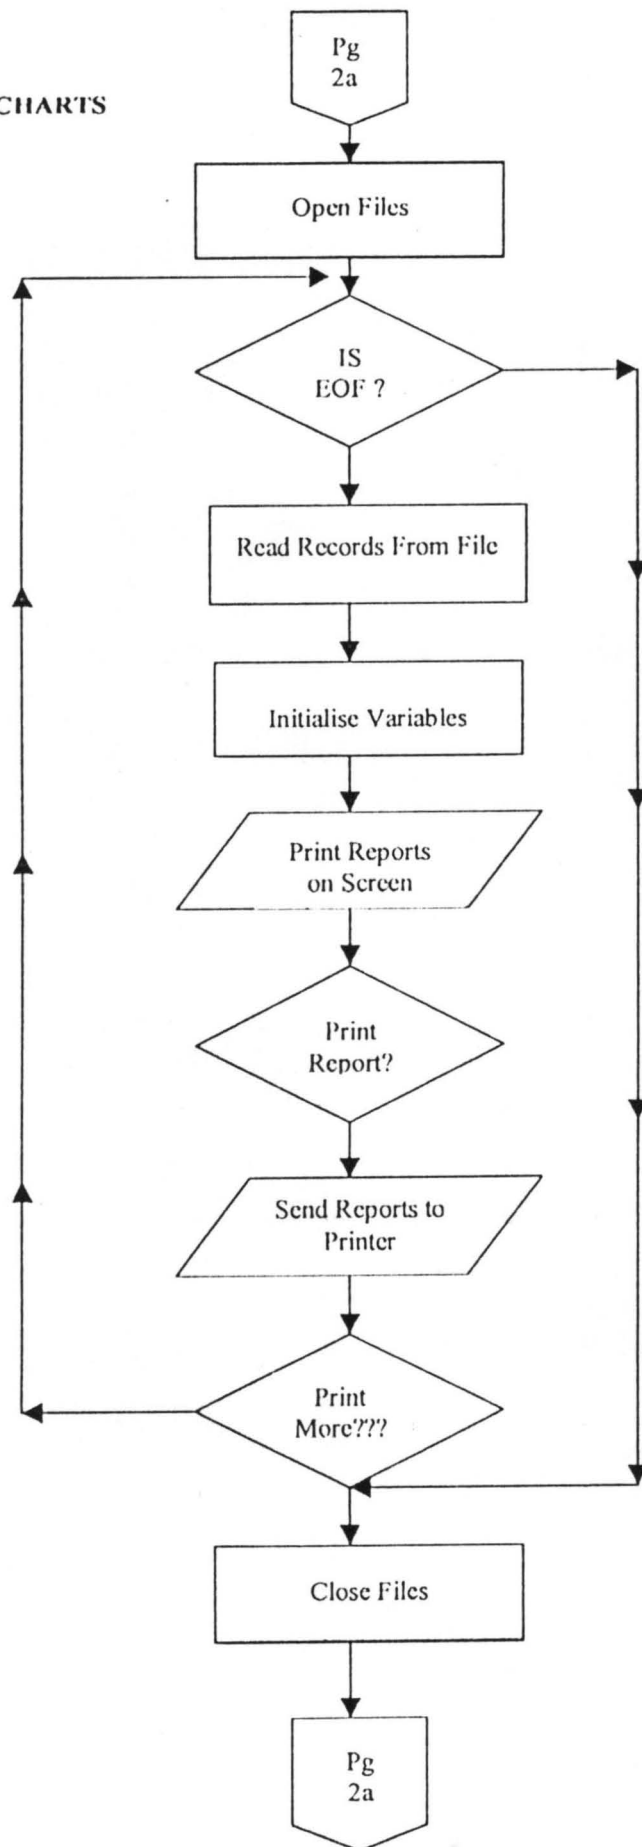 Pg
2a
CHARTS
Open Files
IS
EOF ?
Read Records From File
Initialise Variables
Print Reports
on Screen
Print
Report?
Send Reports to
Printer
Print
More???
Close Files
Pg
2a